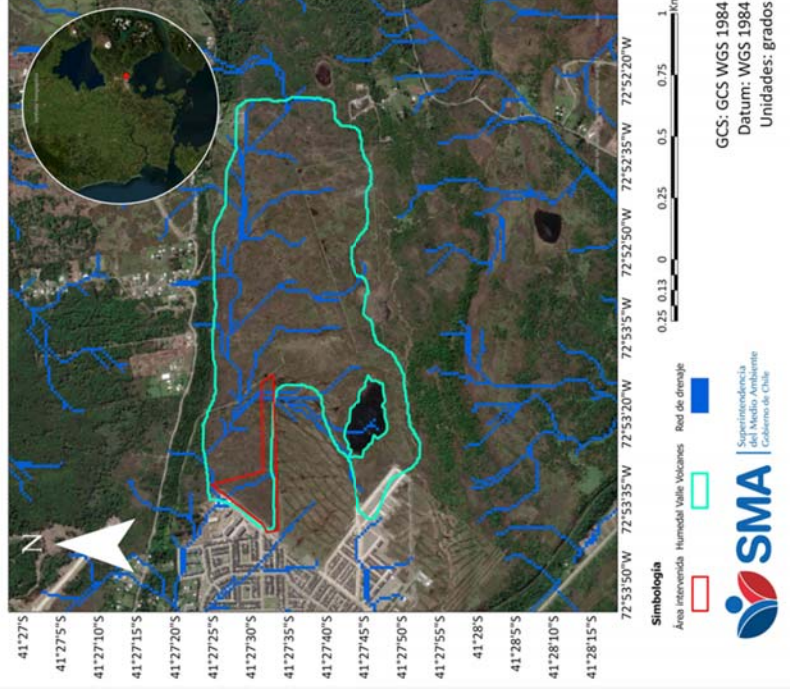 N
41°27'S
41°27'5"S
41°27'10"S
41°27'15"S
41°27'20"S
41°27'25"S
41°27'30"S
41°27'35"S
41°27'40"S
41°27'45"S
41°27'50"S
41°27'55"S
41°28'S
41°28'5"S
41°28'10"S
41°28'15"S
72°53'50"W
72°53'35"W
72°53'20"W
72°53'5"W
72°52'50"W
72°52'35"W
72°52'20"W
Simbología
Área intervenida
Humedal Valle Volcanes
Red de drenaje
0.25 0.13 0 0.25 0.5 0.75 1
Km
GCS: GCS WGS 1984
Datum: WGS 1984
Unidades: grados
SMA
Superintendencia
del Medio Ambiente
Gobierno de Chile